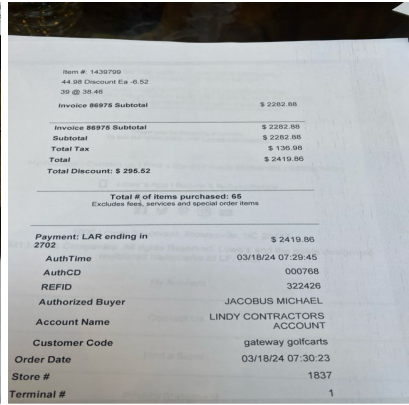 Item #: 1439799
44.98 Discount Ea -6.52
39 @ 38.46
Invoice 86975 Subtotal $ 2282.88
Invoice 86975 Subtotal $ 2282.88
Subtotal $ 2282.88
Total Tax $ 136.98
Total $ 2419.86
Total Discount: $ 295.52
Total # of items purchased: 65
Excludes fees, services and special order items
Payment: LAR ending in
2702 $ 2419.86
AuthTime 03/18/24 07:29:45
AuthCD 000768
REFID 322426
Authorized Buyer JACOBUS MICHAEL
Account Name LINDY CONTRACTORS
ACCOUNT
Customer Code gateway golfcarts
Order Date 03/18/24 07:30:23
Store # 1837
Terminal # 1